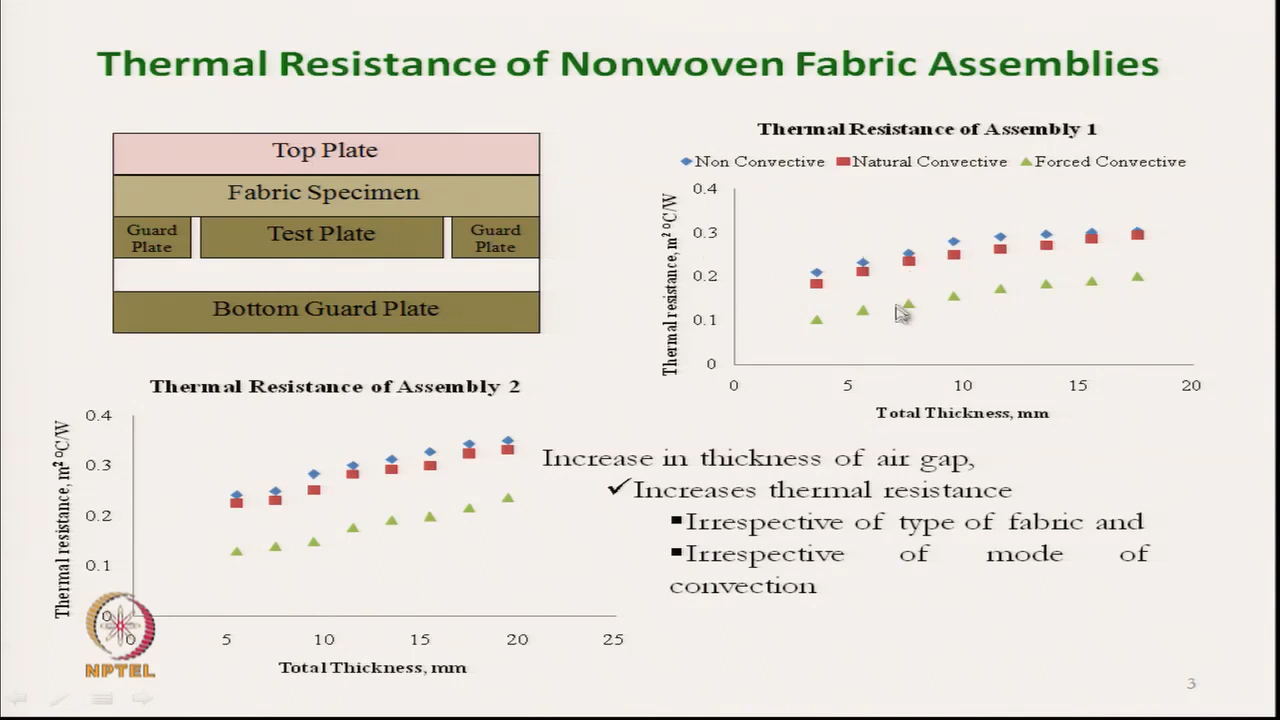 Thermal Resistance of Nonwoven Fabric Assemblies
Top Plate
Fabric Specimen
Guard Plate
Test Plate
Guard Plate
Bottom Guard Plate
Thermal Resistance of Assembly 1
Non Convective Natural Convective Forced Convective
Thermal resistance, m² °C/W
0.4
0.3
0.2
0.1
0
0 5 10 15 20
Total Thickness, mm
Thermal Resistance of Assembly 2
Thermal resistance, m² °C/W
0.4
0.3
0.2
0.1
0
0 5 10 15 20 25
Total Thickness, mm
Increase in thickness of air gap,
✓Increases thermal resistance
▪Irrespective of type of fabric and
▪Irrespective of mode of
convection
NPTEL
3